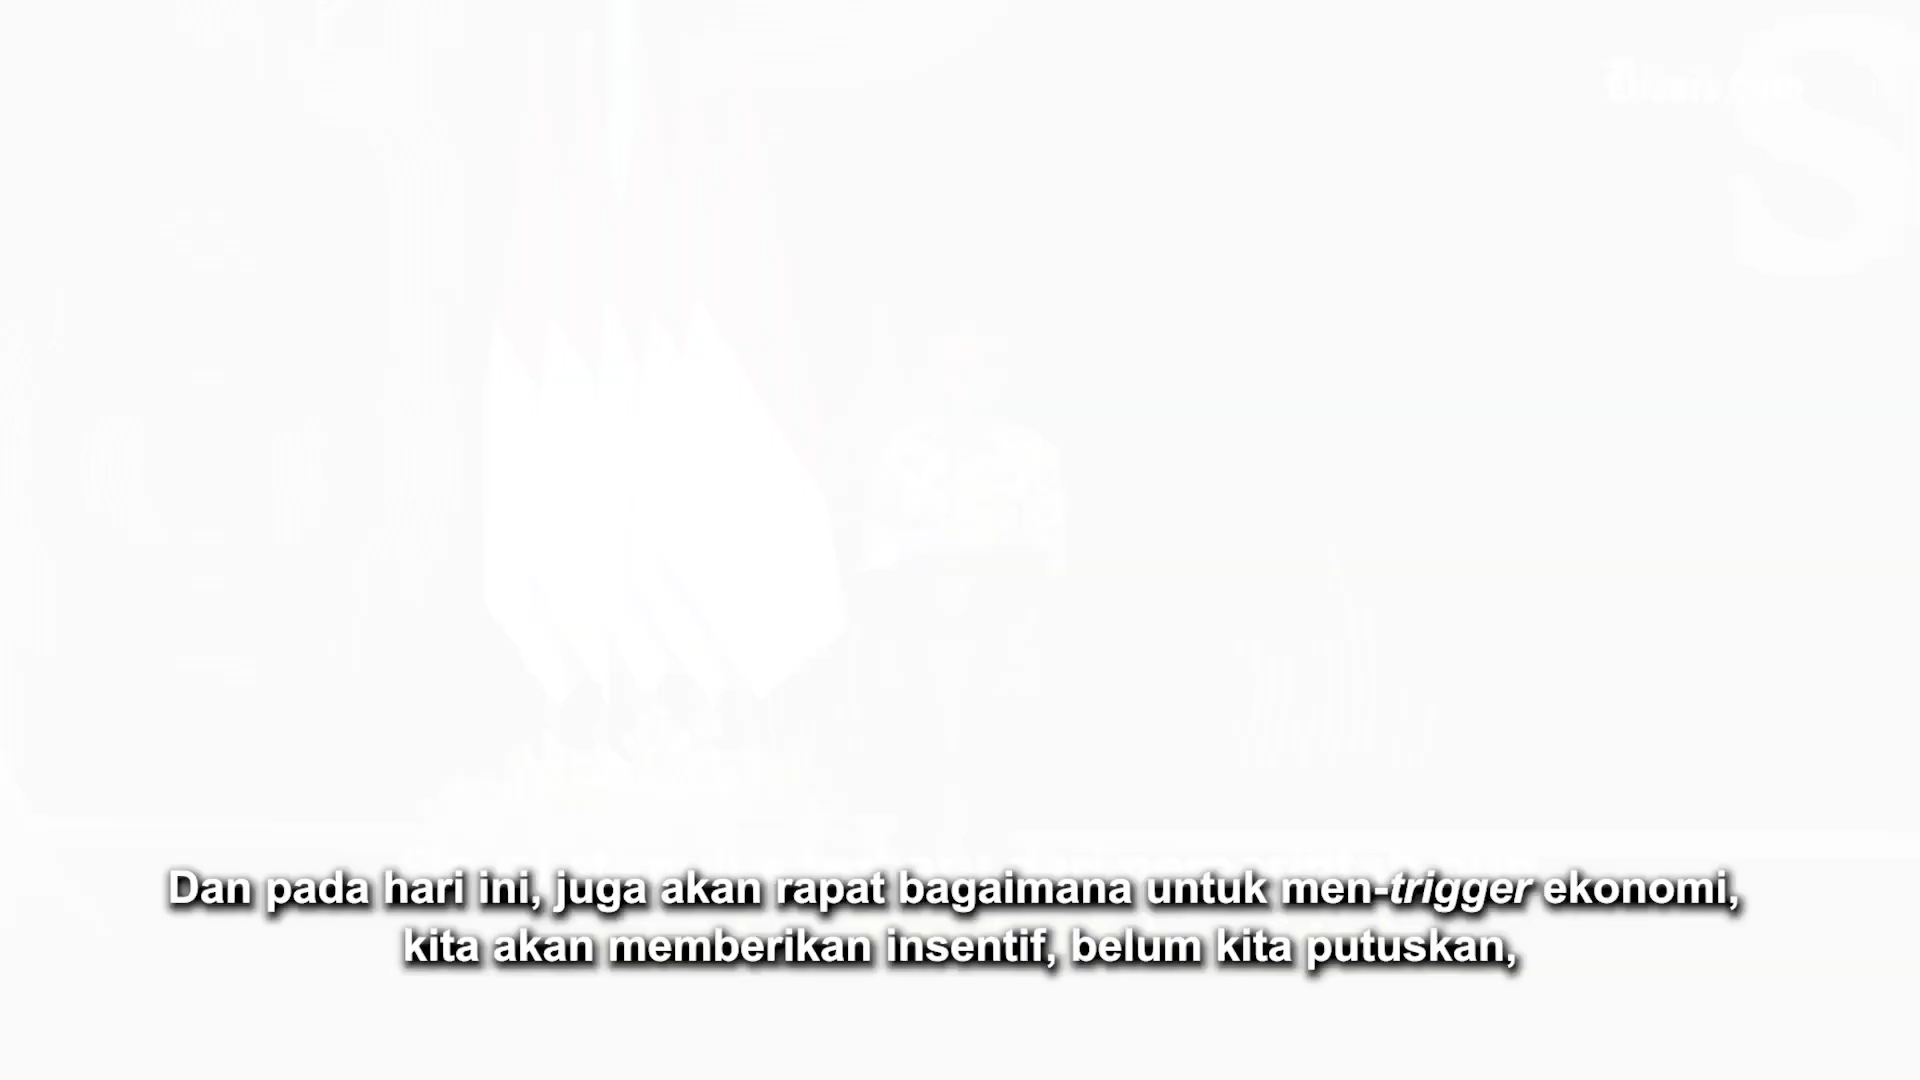 Dan pada hari ini, juga akan rapat bagaimana untuk men-trigger ekonomi,
kita akan memberikan insentif, belum kita putuskan,